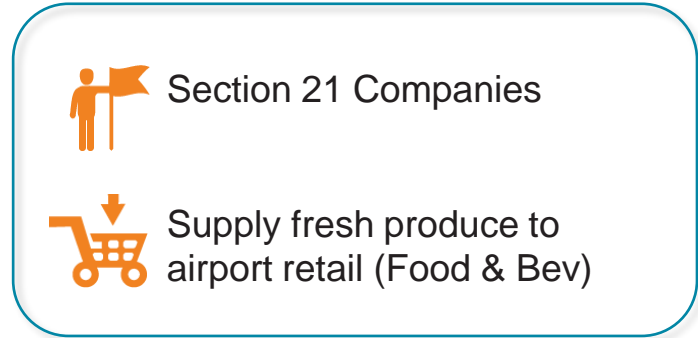 Section 21 Companies
Supply fresh produce to
airport retail (Food & Bev)